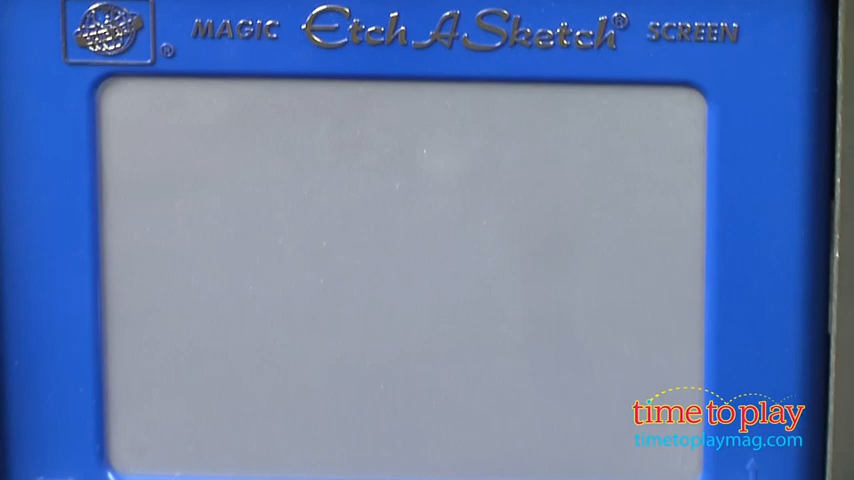 MAGIC Etch A Sketch® SCREEN
®
time to play
timetoplaymag.com